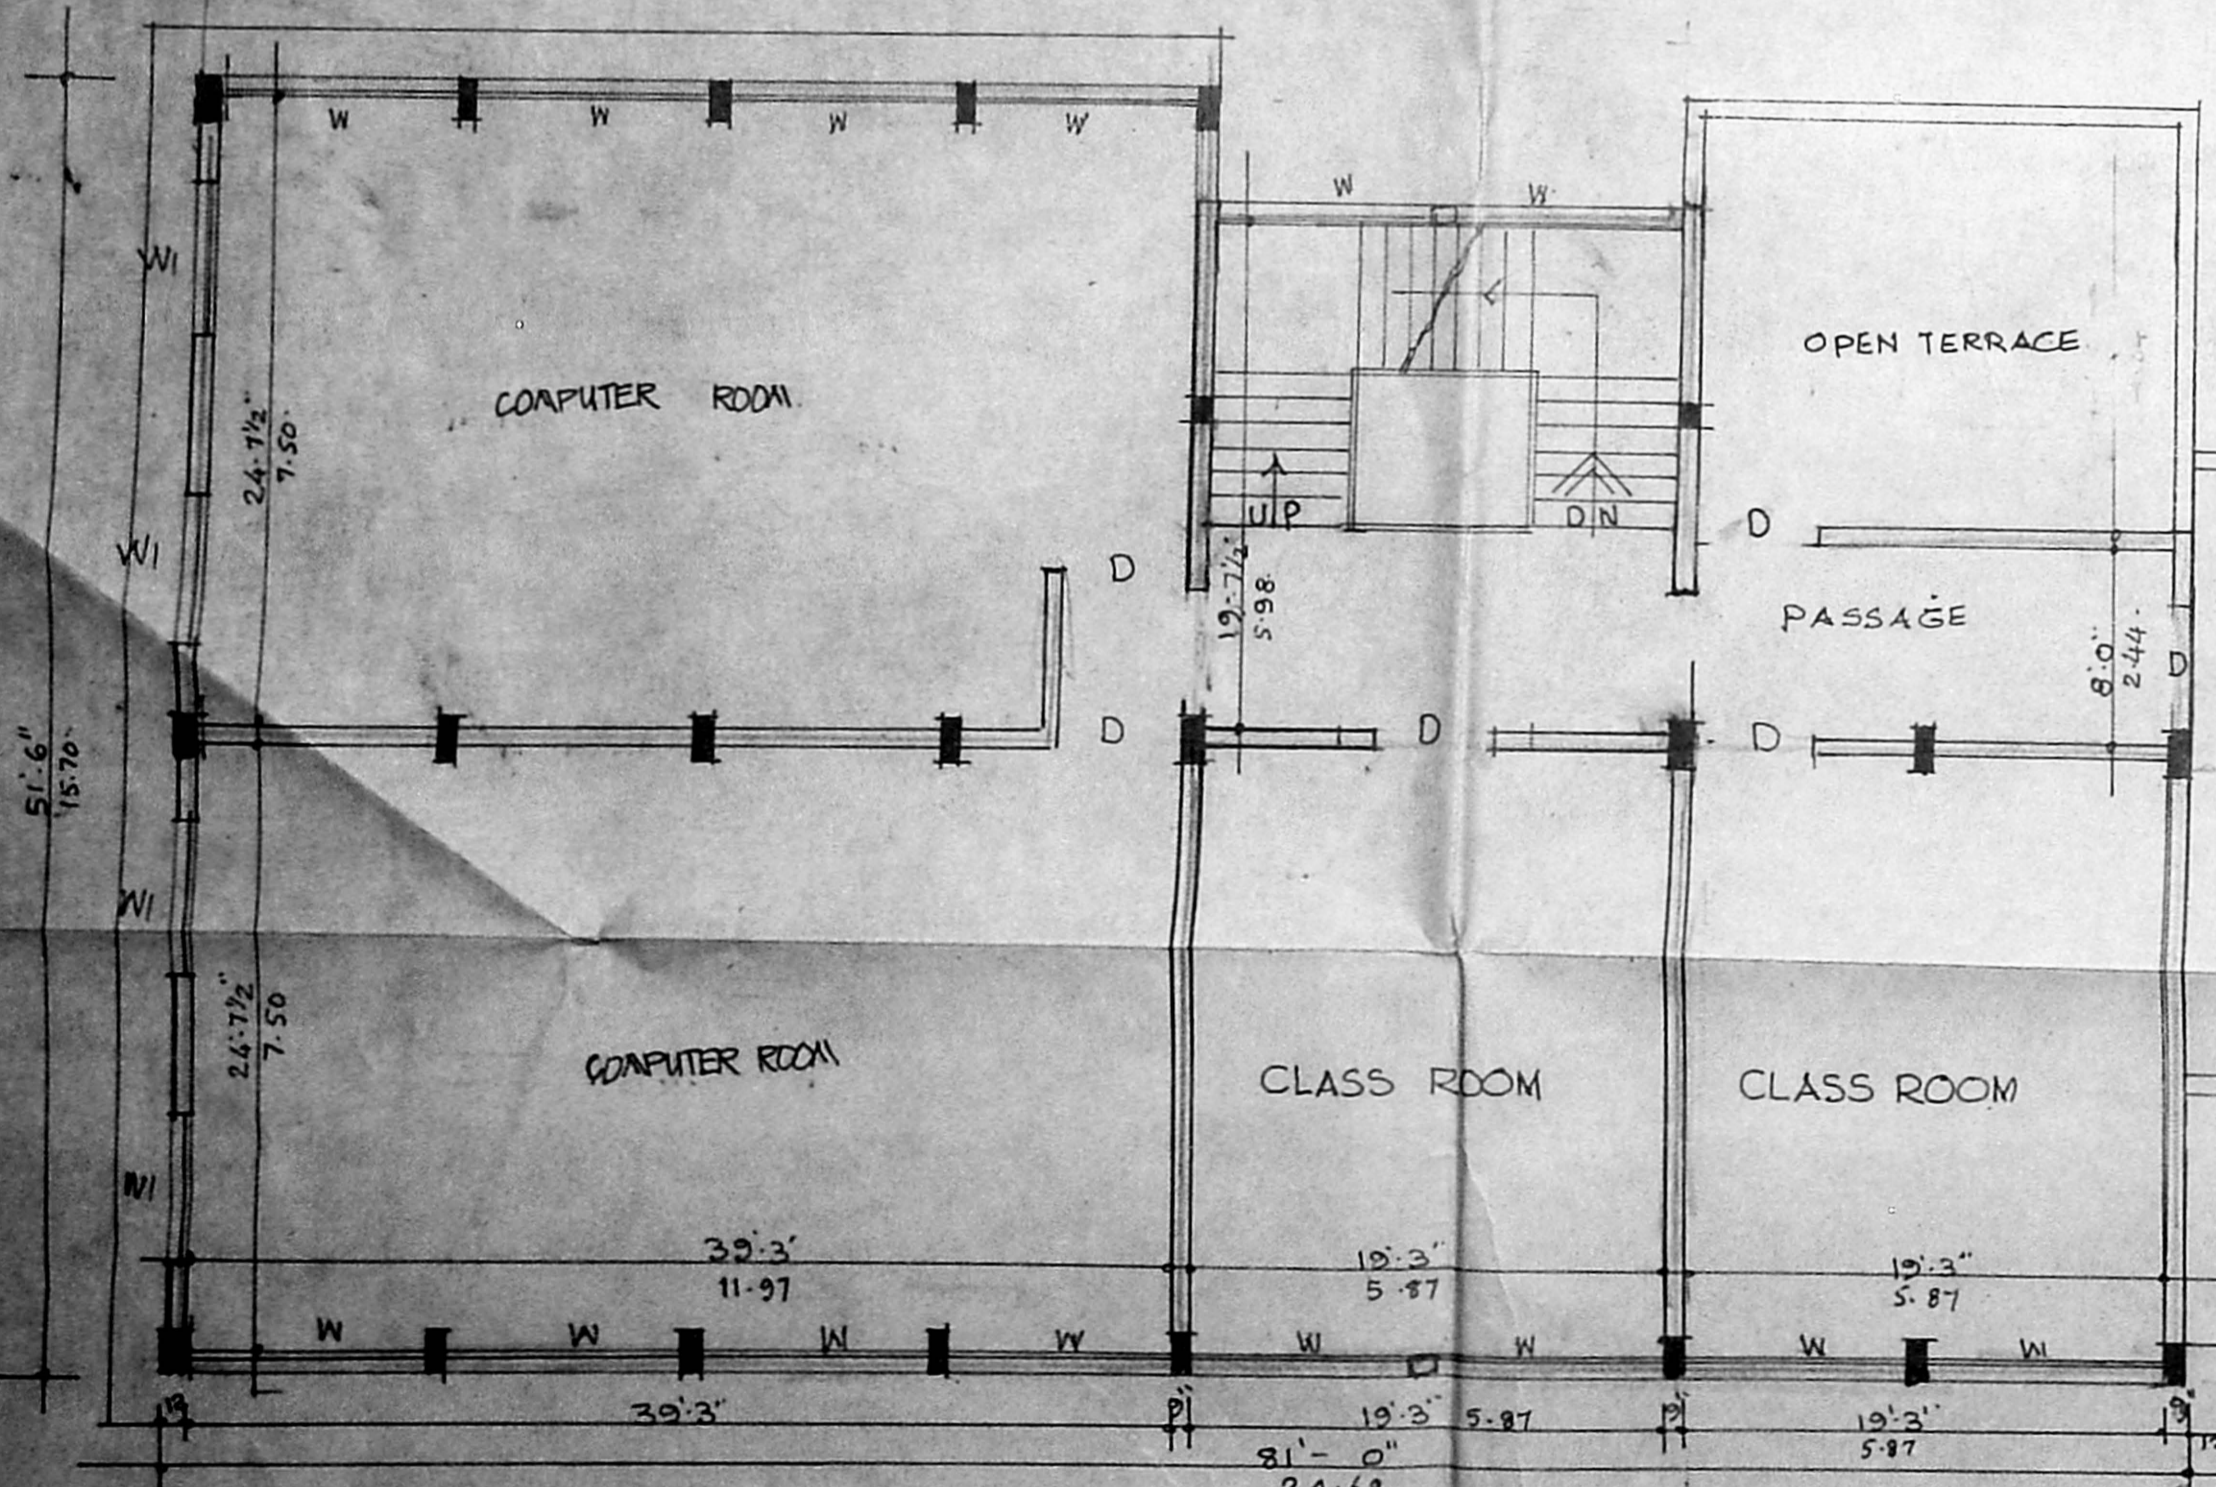 W W W W
W W
W1
OPEN TERRACE
COMPUTER ROOM
24'-7½"
7.50
UP DN
D
W1
D
19'-7½"
5.98
PASSAGE
8'-0"
2.44
D
D D D
51'-6"
15.70
W1
24'-7½"
7.50
COMPUTER ROOM
CLASS ROOM CLASS ROOM
W1
39'-3' 19'-3" 19'-3"
11.97 5.87 5.87
W W W W W W W W
39'-3" 9" 19'-3" 5.87 9" 19'-3" 9"
5.87
81'- 0"